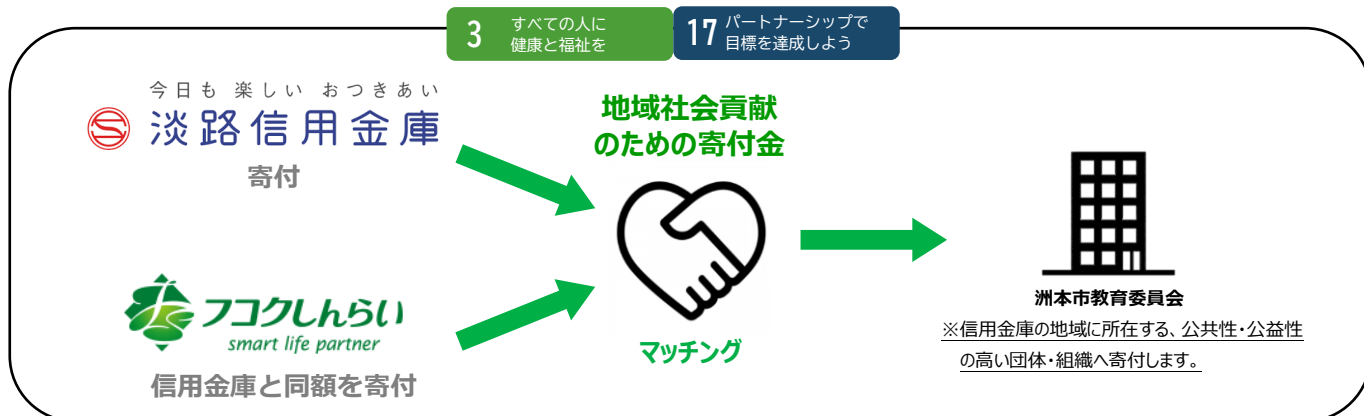 3
すべての人に
健康と福祉を
17
パートナーシップで
目標を達成しよう
今日も 楽しい おつきあい
淡路信用金庫
寄付
フコクしんらい
smart life partner
信用金庫と同額を寄付
地域社会貢献
のための寄付金
マッチング
洲本市教育委員会
※信用金庫の地域に所在する、公共性・公益性
の高い団体・組織へ寄付します。